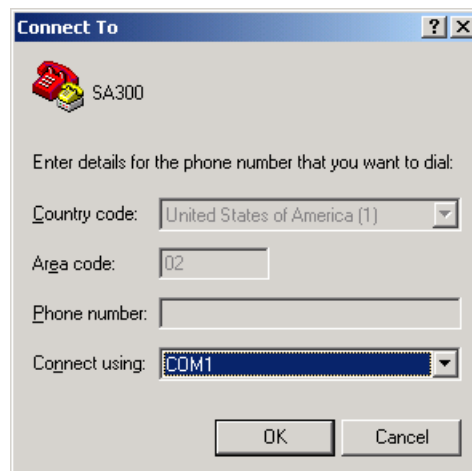 Connect To
SA300
Enter details for the phone number that you want to dial:
Country code: United States of America (1)
Area code: 02
Phone number:
Connect using: COM1
OK Cancel